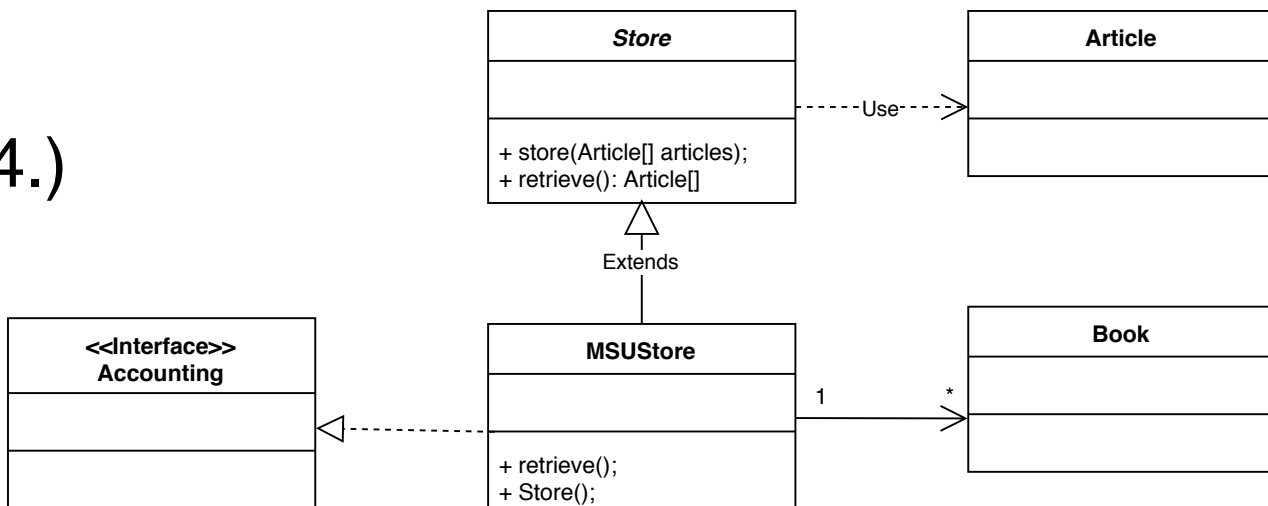 4.)
Store
+ store(Article[] articles);
+ retrieve(): Article[]
Use
Article
Extends
<<Interface>>
Accounting
MSUStore
+ retrieve();
+ Store();
1
*
Book